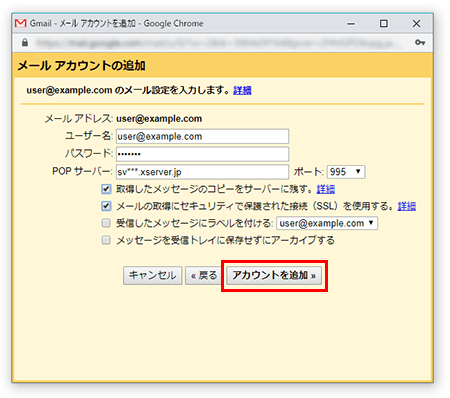 Gmail - メール アカウントを追加 - Google Chrome
メール アカウントの追加
user@example.com のメール設定を入力します。 詳細
メール アドレス: user@example.com
ユーザー名: user@example.com
パスワード: •••••••
POP サーバー: sv***.xserver.jp ポート: 995
取得したメッセージのコピーをサーバーに残す。 詳細
メールの取得にセキュリティで保護された接続（SSL）を使用する。 詳細
受信したメッセージにラベルを付ける: user@example.com
メッセージを受信トレイに保存せずにアーカイブする
キャンセル « 戻る アカウントを追加 »